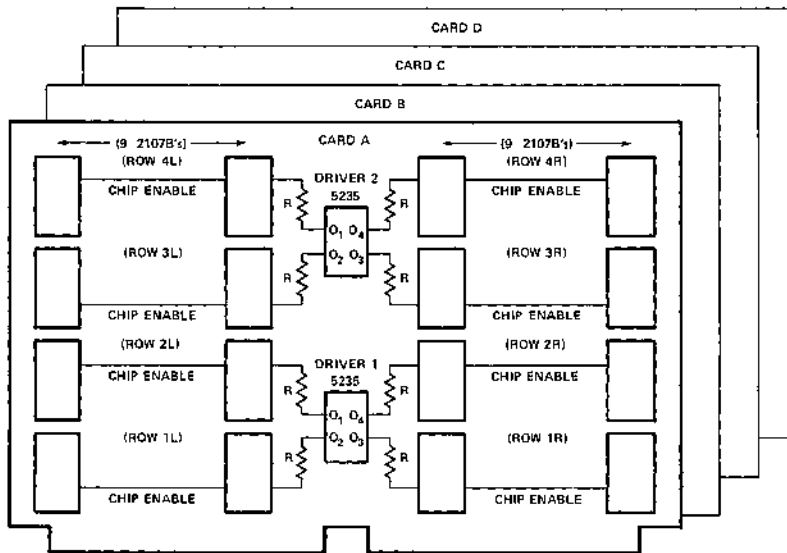 CARD D
CARD C
CARD B
CARD A
(9 2107B's)
(9 2107B's)
(ROW 4L)
(ROW 4R)
CHIP ENABLE
CHIP ENABLE
DRIVER 2
5235
R
R
O1 O4
O2 O3
R
R
(ROW 3L)
(ROW 3R)
CHIP ENABLE
CHIP ENABLE
(ROW 2L)
(ROW 2R)
CHIP ENABLE
CHIP ENABLE
DRIVER 1
5235
R
R
O1 O4
O2 O3
R
R
(ROW 1L)
(ROW 1R)
CHIP ENABLE
CHIP ENABLE